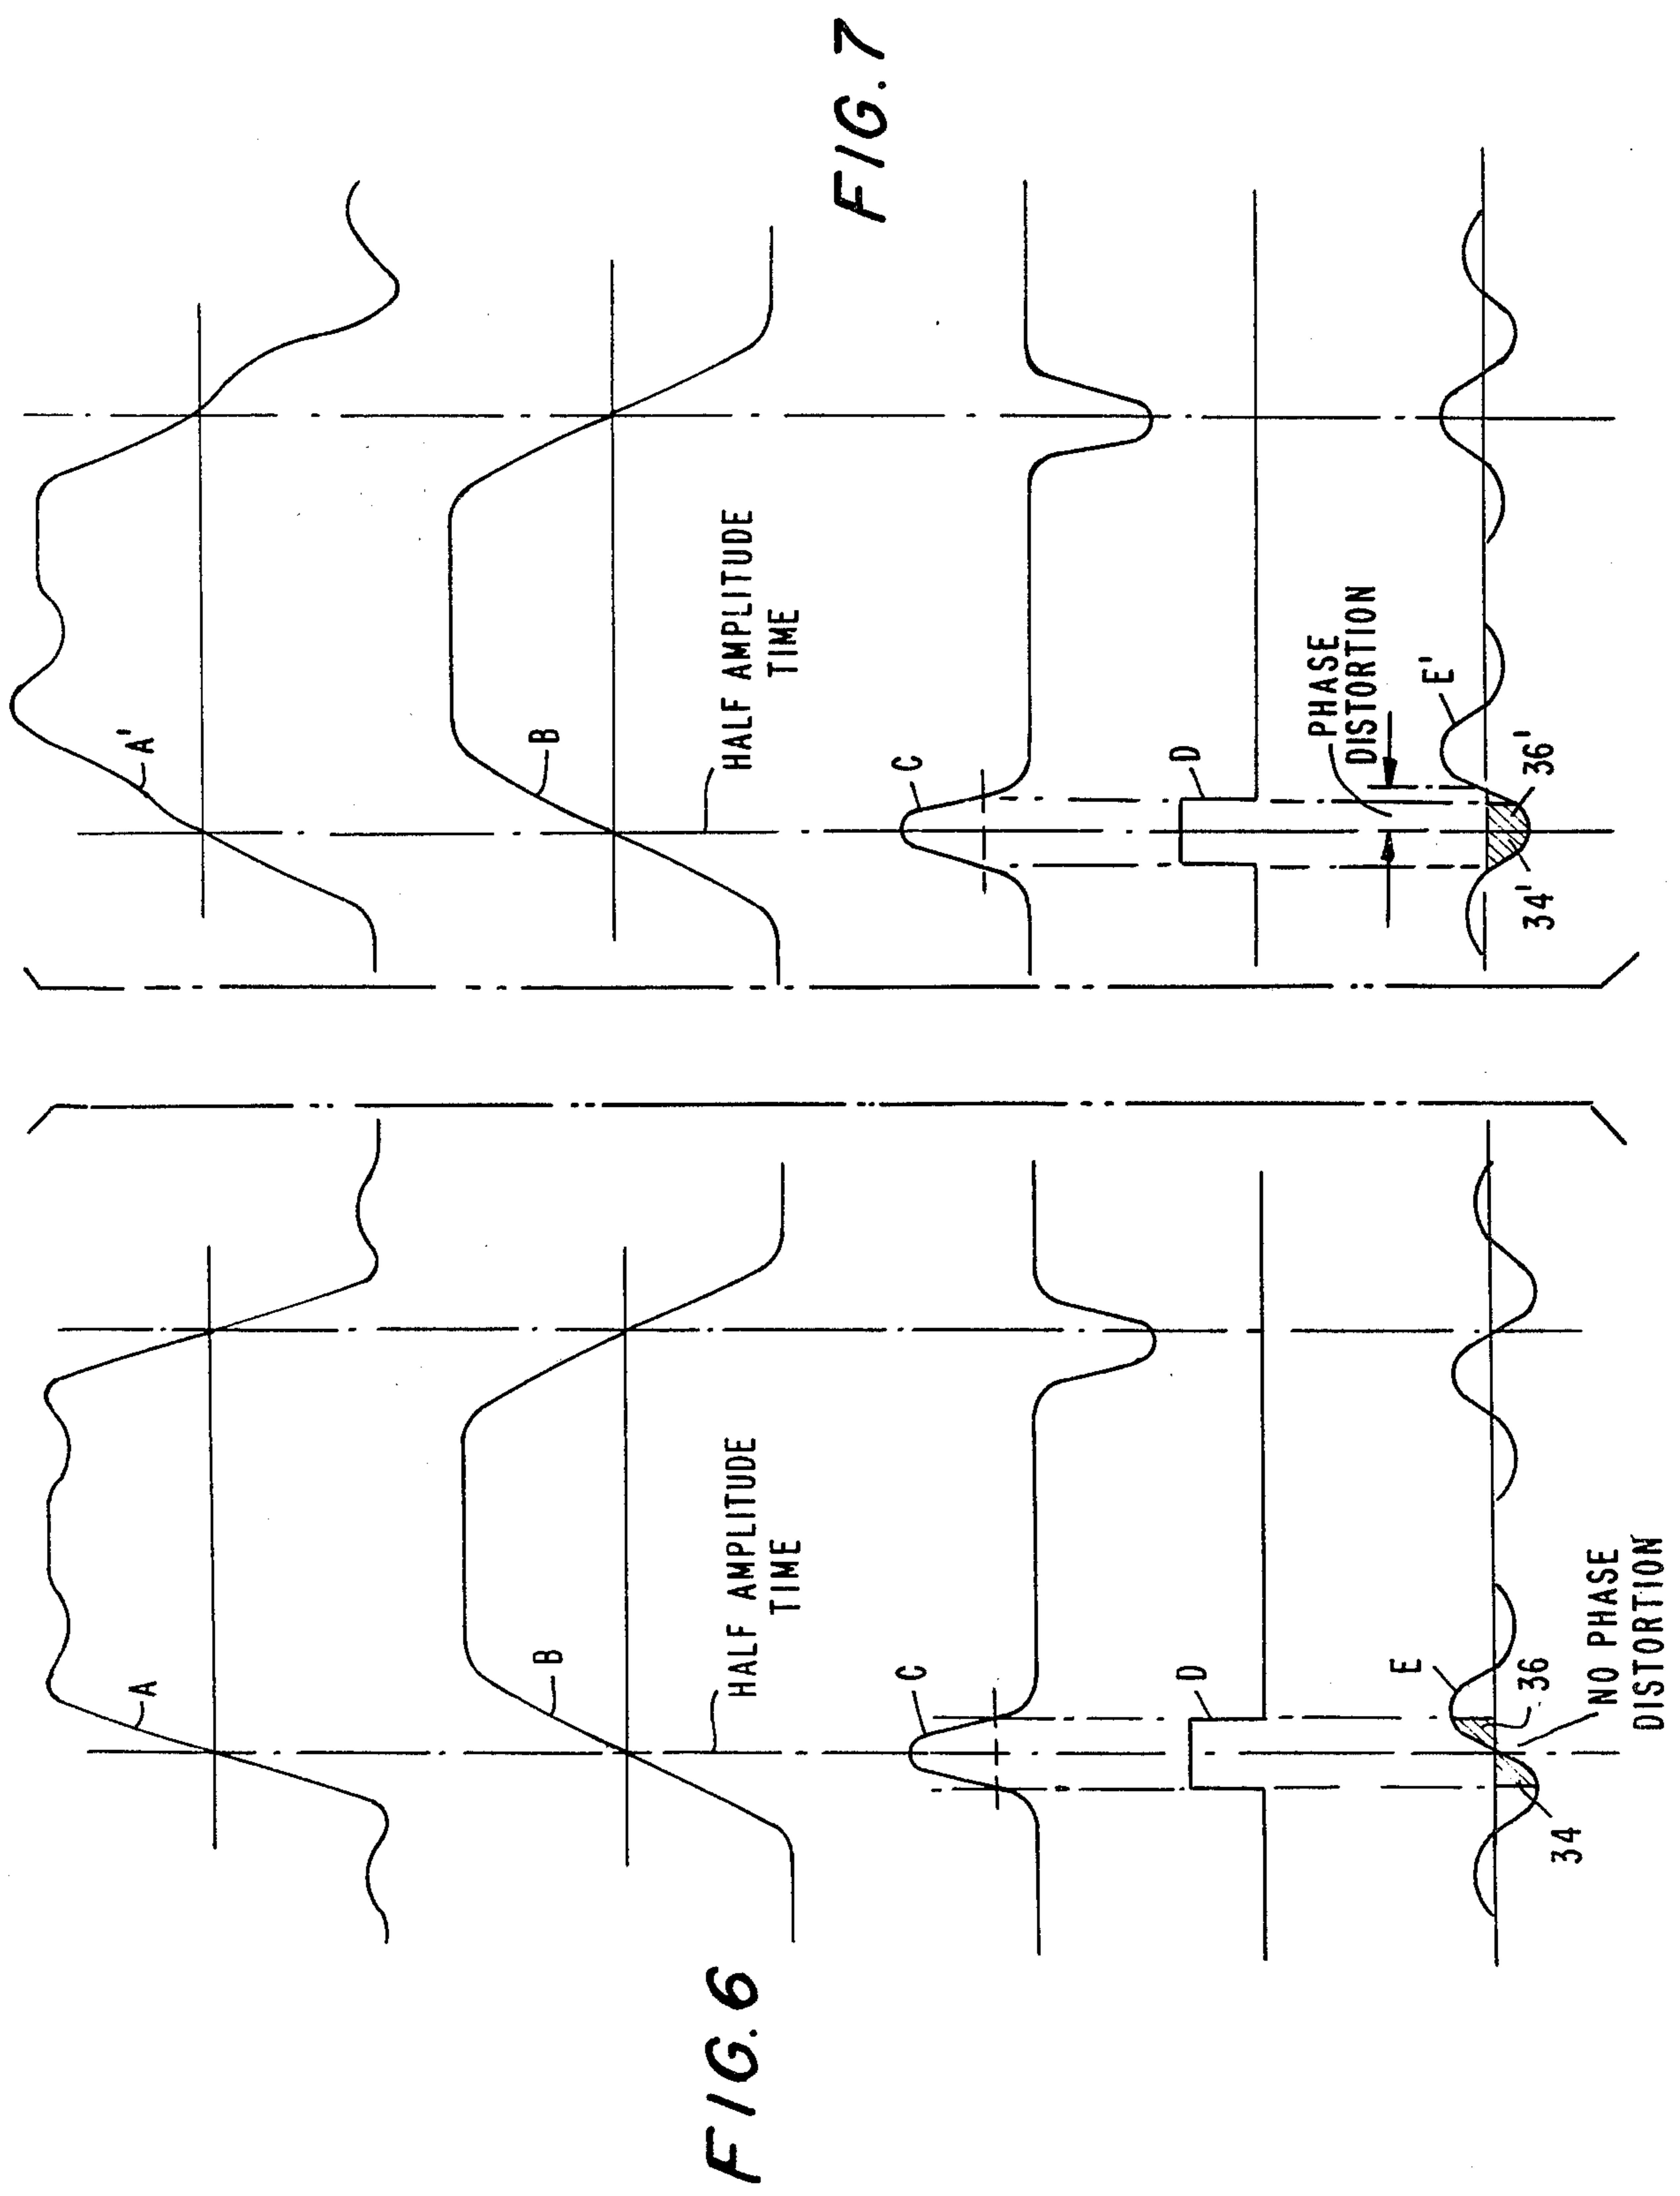 FIG. 6
A
B
HALF AMPLITUDE
TIME
C
D
E
34
36
NO PHASE
DISTORTION
FIG. 7
A'
B
HALF AMPLITUDE
TIME
C
D
PHASE
DISTORTION
E'
34'
36'